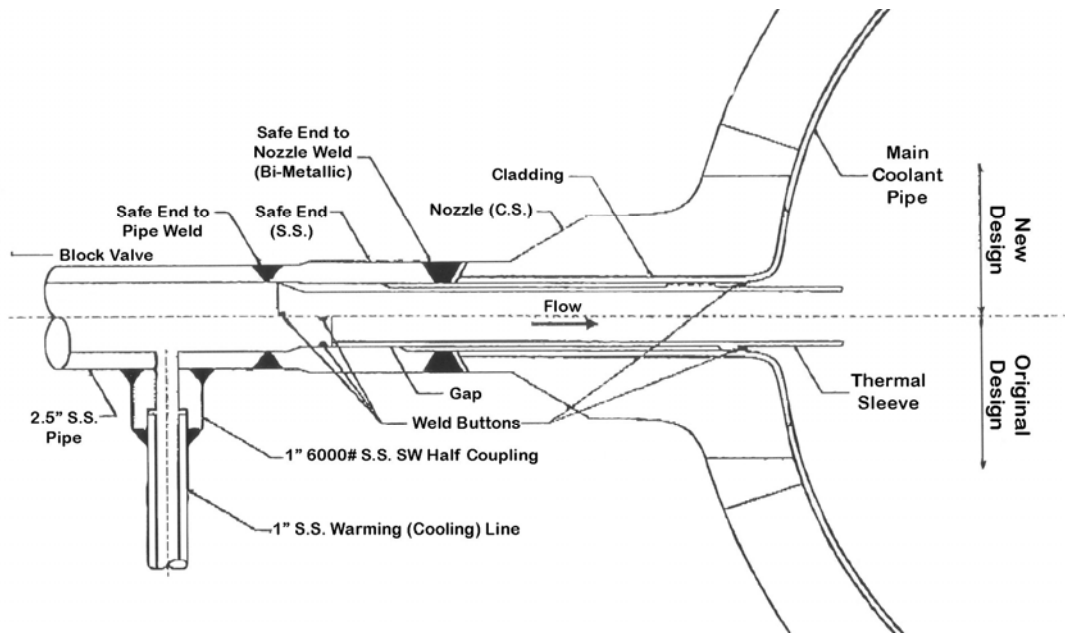 Safe End to
Nozzle Weld
(Bi-Metallic)
Cladding
Main
Coolant
Pipe
Safe End to
Pipe Weld
Safe End
(S.S.)
Nozzle (C.S.)
New
Design
Block Valve
Flow
Original
Design
Gap
Thermal
Sleeve
2.5” S.S.
Pipe
Weld Buttons
1” 6000# S.S. SW Half Coupling
1” S.S. Warming (Cooling) Line